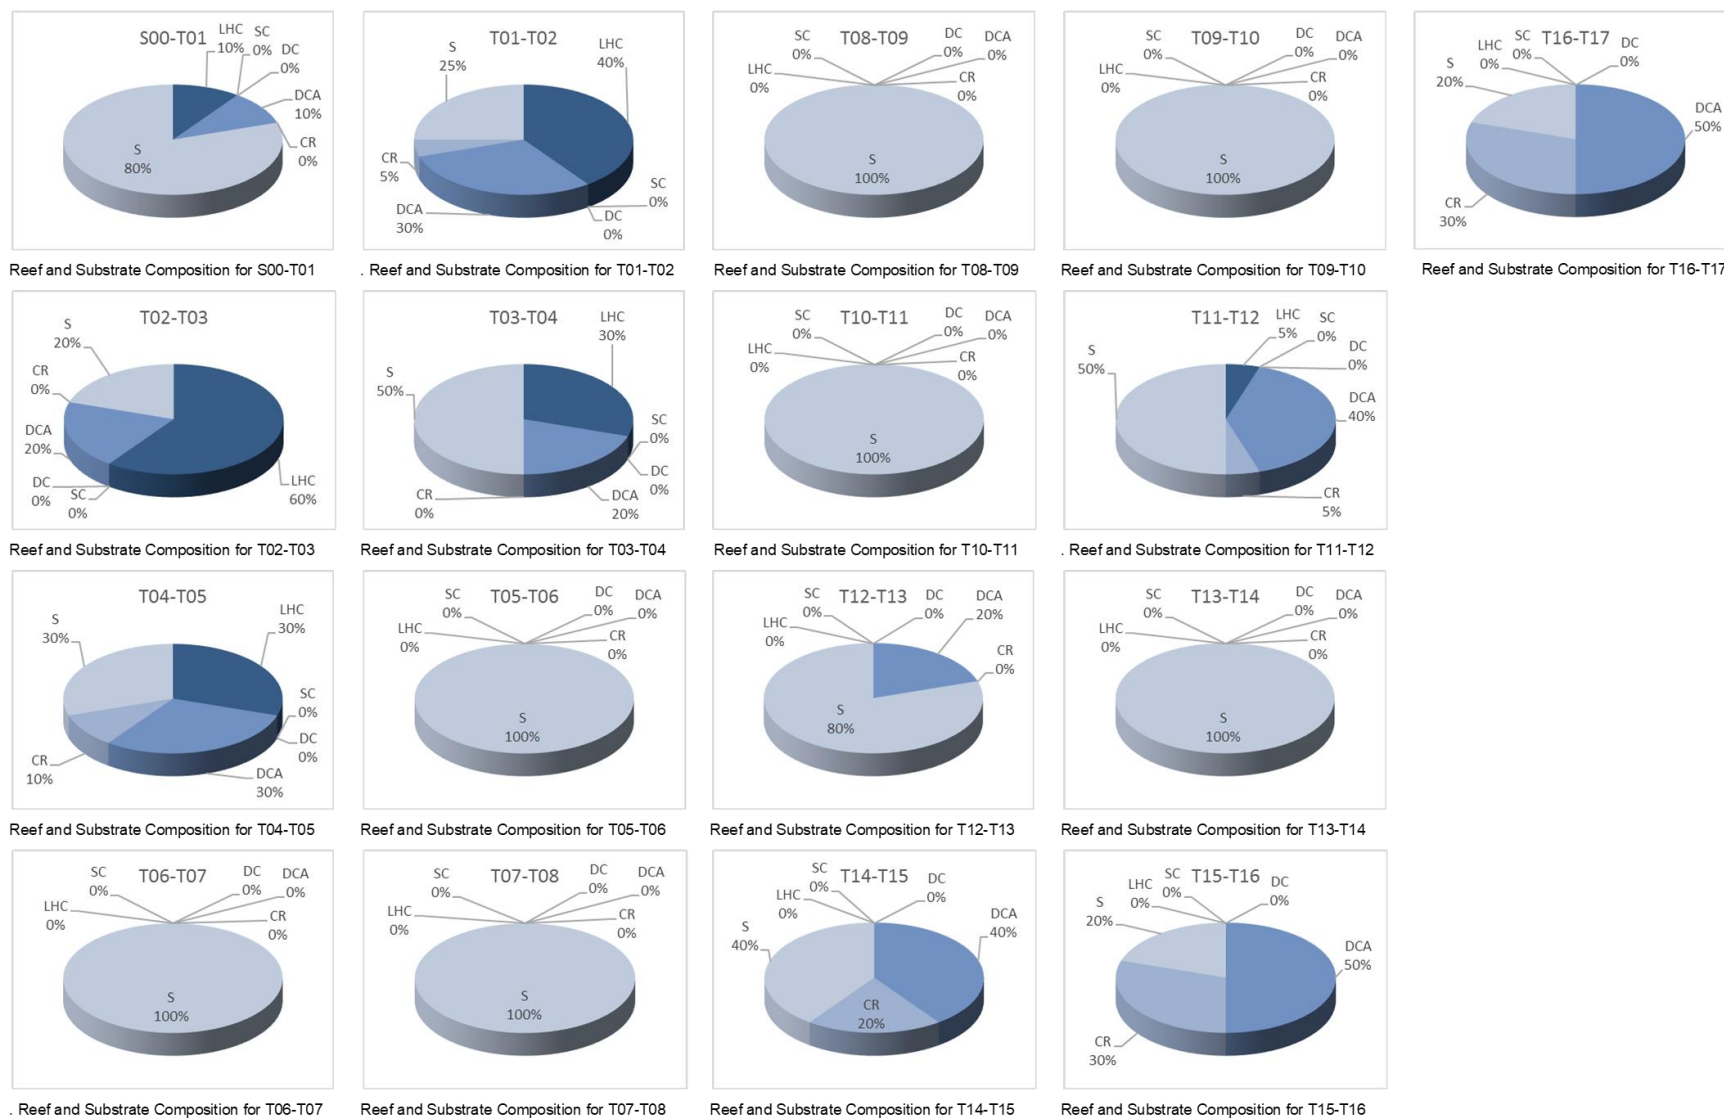 S00-T01
LHC
10%
SC
0%
DC
0%
DCA
10%
CR
0%
S
80%
Reef and Substrate Composition for S00-T01
T01-T02
S
25%
LHC
40%
CR
5%
SC
0%
DCA
30%
DC
0%
. Reef and Substrate Composition for T01-T02
T08-T09
SC
0%
DC
0%
DCA
0%
LHC
0%
CR
0%
S
100%
Reef and Substrate Composition for T08-T09
T09-T10
SC
0%
DC
0%
DCA
0%
LHC
0%
CR
0%
S
100%
Reef and Substrate Composition for T09-T10
T16-T17
LHC
0%
SC
0%
DC
0%
S
20%
DCA
50%
CR
30%
Reef and Substrate Composition for T16-T17
T02-T03
S
20%
CR
0%
DCA
20%
DC
0%
SC
0%
LHC
60%
Reef and Substrate Composition for T02-T03
T03-T04
LHC
30%
S
50%
SC
0%
DC
0%
CR
0%
DCA
20%
Reef and Substrate Composition for T03-T04
T10-T11
SC
0%
DC
0%
DCA
0%
LHC
0%
CR
0%
S
100%
Reef and Substrate Composition for T10-T11
T11-T12
LHC
5%
SC
0%
DC
0%
S
50%
DCA
40%
CR
5%
. Reef and Substrate Composition for T11-T12
T04-T05
S
30%
LHC
30%
SC
0%
DC
0%
CR
10%
DCA
30%
Reef and Substrate Composition for T04-T05
T05-T06
SC
0%
DC
0%
DCA
0%
LHC
0%
CR
0%
S
100%
Reef and Substrate Composition for T05-T06
T12-T13
SC
0%
DC
0%
DCA
20%
LHC
0%
CR
0%
S
80%
Reef and Substrate Composition for T12-T13
T13-T14
SC
0%
DC
0%
DCA
0%
LHC
0%
CR
0%
S
100%
Reef and Substrate Composition for T13-T14
T06-T07
SC
0%
DC
0%
DCA
0%
LHC
0%
CR
0%
S
100%
. Reef and Substrate Composition for T06-T07
T07-T08
SC
0%
DC
0%
DCA
0%
LHC
0%
CR
0%
S
100%
Reef and Substrate Composition for T07-T08
T14-T15
SC
0%
DC
0%
LHC
0%
S
40%
DCA
40%
CR
20%
Reef and Substrate Composition for T14-T15
T15-T16
LHC
0%
SC
0%
DC
0%
S
20%
DCA
50%
CR
30%
Reef and Substrate Composition for T15-T16